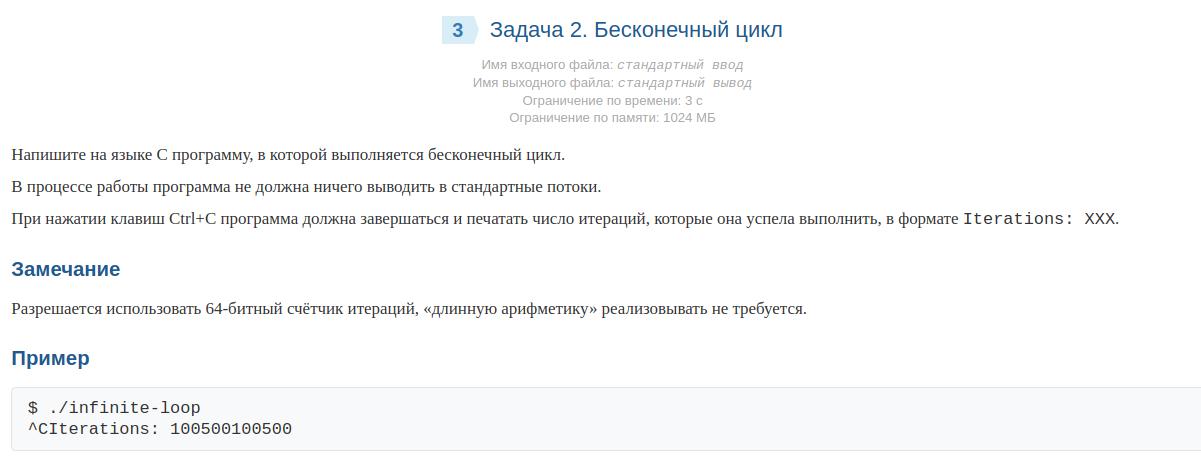 3 Задача 2. Бесконечный цикл
Имя входного файла: стандартный ввод
Имя выходного файла: стандартный вывод
Ограничение по времени: 3 с
Ограничение по памяти: 1024 МБ
Напишите на языке C программу, в которой выполняется бесконечный цикл.
В процессе работы программа не должна ничего выводить в стандартные потоки.
При нажатии клавиш Ctrl+C программа должна завершаться и печатать число итераций, которые она успела выполнить, в формате Iterations: XXX.
Замечание
Разрешается использовать 64-битный счётчик итераций, «длинную арифметику» реализовывать не требуется.
Пример
$ ./infinite-loop
^CIterations: 100500100500